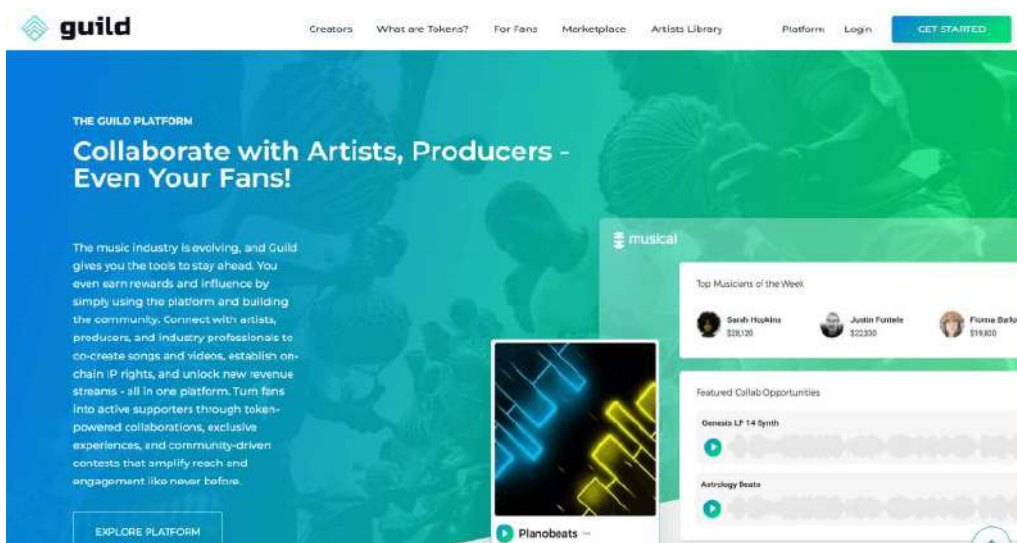 guild
Creators What are Tokens? For Fans Marketplace Artists Library Platform Login GET STARTED
THE GUILD PLATFORM
Collaborate with Artists, Producers -
Even Your Fans!
The music industry is evolving, and Guild
gives you the tools to stay ahead. You
even earn rewards and influence by
simply using the platform and building
the community. Connect with artists,
producers, and industry professionals to
co-create songs and videos, establish on-
chain IP rights, and unlock new revenue
streams - all in one platform. Turn fans
into active supporters through token-
powered collaborations, exclusive
experiences, and community-driven
contests that amplify reach and
engagement like never before.
EXPLORE PLATFORM
musical
Top Musicians of the Week
Sarah Hopkins
$28,120
Justin Fontele
$22,330
Fionna Barlo
$19,800
Featured Collab Opportunities
Genesis LF 14 Synth
Astrology Beats
Planobeats